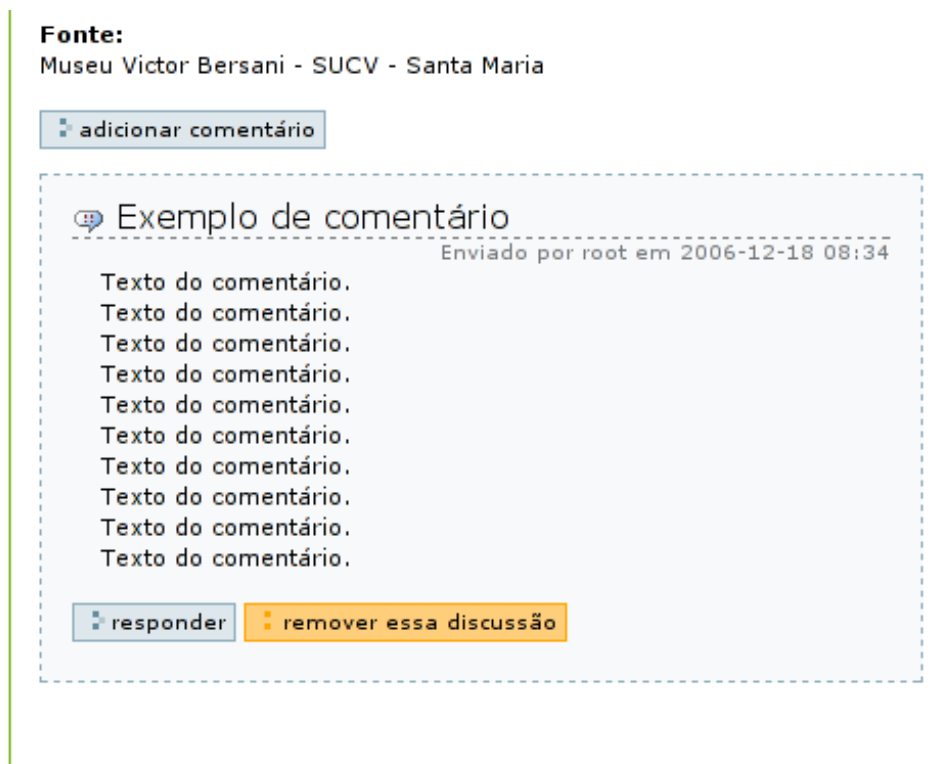 Fonte:
Museu Victor Bersani - SUCV - Santa Maria
adicionar comentário
Exemplo de comentário
Enviado por root em 2006-12-18 08:34
Texto do comentário.
Texto do comentário.
Texto do comentário.
Texto do comentário.
Texto do comentário.
Texto do comentário.
Texto do comentário.
Texto do comentário.
Texto do comentário.
Texto do comentário.
responder remover essa discussão